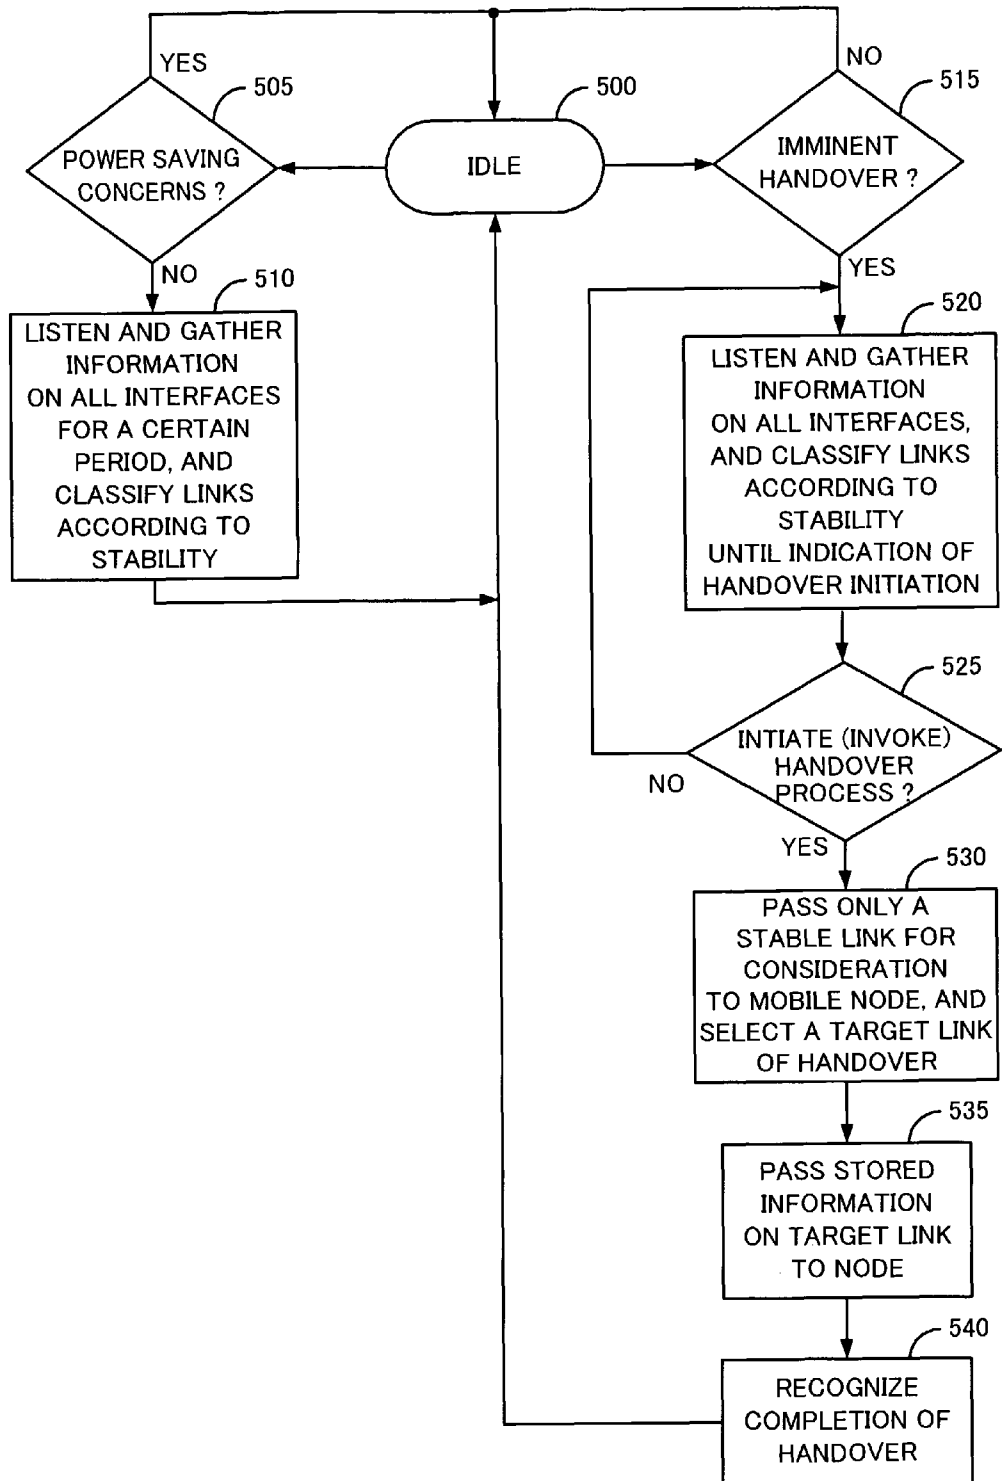 YES
NO
505
500
515
POWER SAVING
CONCERNS ?
IDLE
IMMINENT
HANDOVER ?
NO
510
YES
520
LISTEN AND GATHER
INFORMATION
ON ALL INTERFACES
FOR A CERTAIN
PERIOD, AND
CLASSIFY LINKS
ACCORDING TO
STABILITY
LISTEN AND GATHER
INFORMATION
ON ALL INTERFACES,
AND CLASSIFY LINKS
ACCORDING TO
STABILITY
UNTIL INDICATION OF
HANDOVER INITIATION
525
INTIATE (INVOKE)
HANDOVER
PROCESS ?
NO
YES
530
PASS ONLY A
STABLE LINK FOR
CONSIDERATION
TO MOBILE NODE, AND
SELECT A TARGET LINK
OF HANDOVER
535
PASS STORED
INFORMATION
ON TARGET LINK
TO NODE
540
RECOGNIZE
COMPLETION OF
HANDOVER